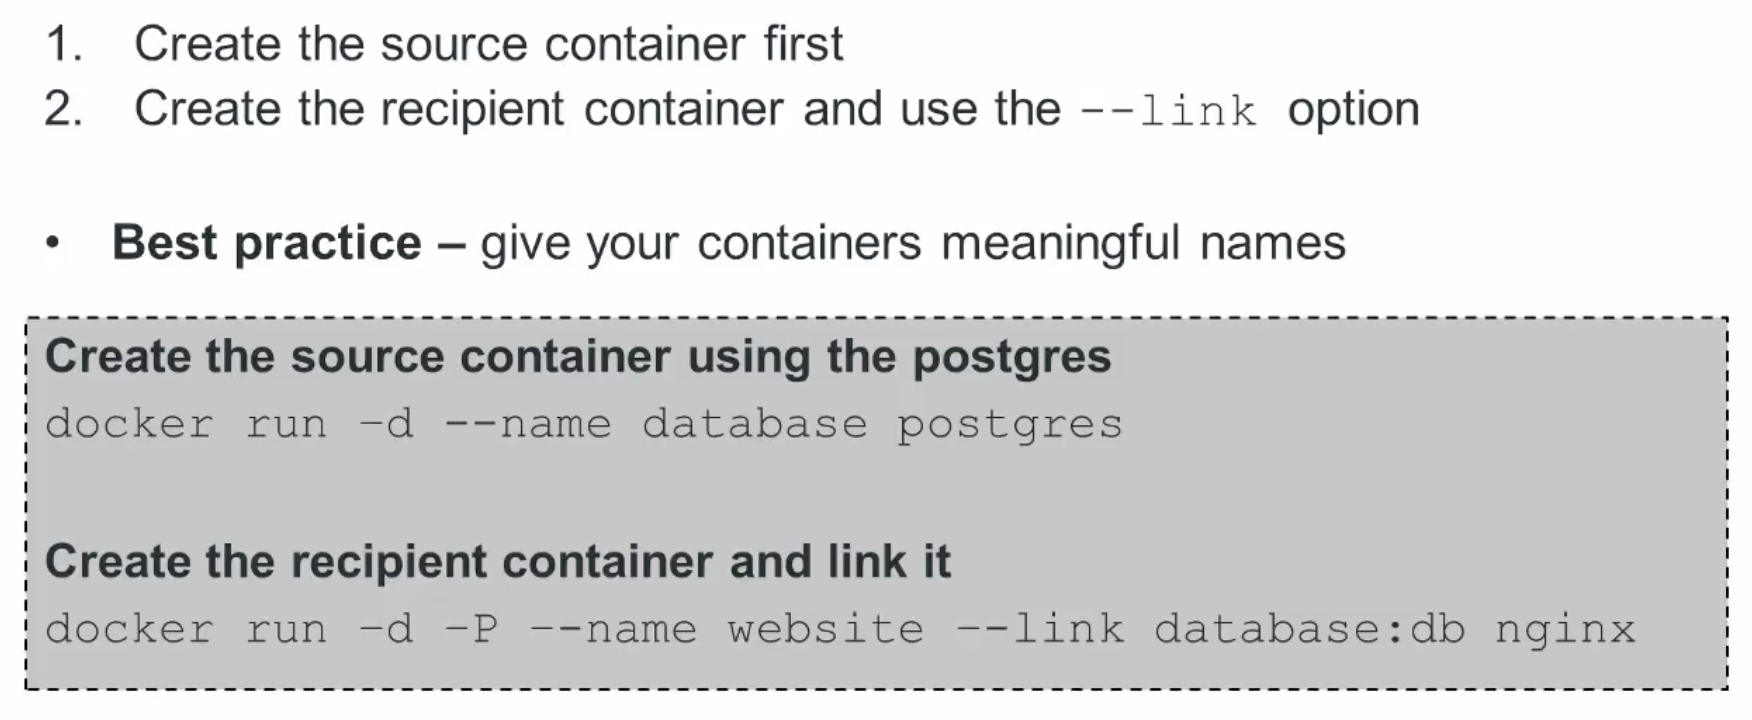 1. Create the source container first
2. Create the recipient container and use the --link option
• Best practice – give your containers meaningful names
Create the source container using the postgres
docker run –d --name database postgres
Create the recipient container and link it
docker run –d –P --name website --link database:db nginx